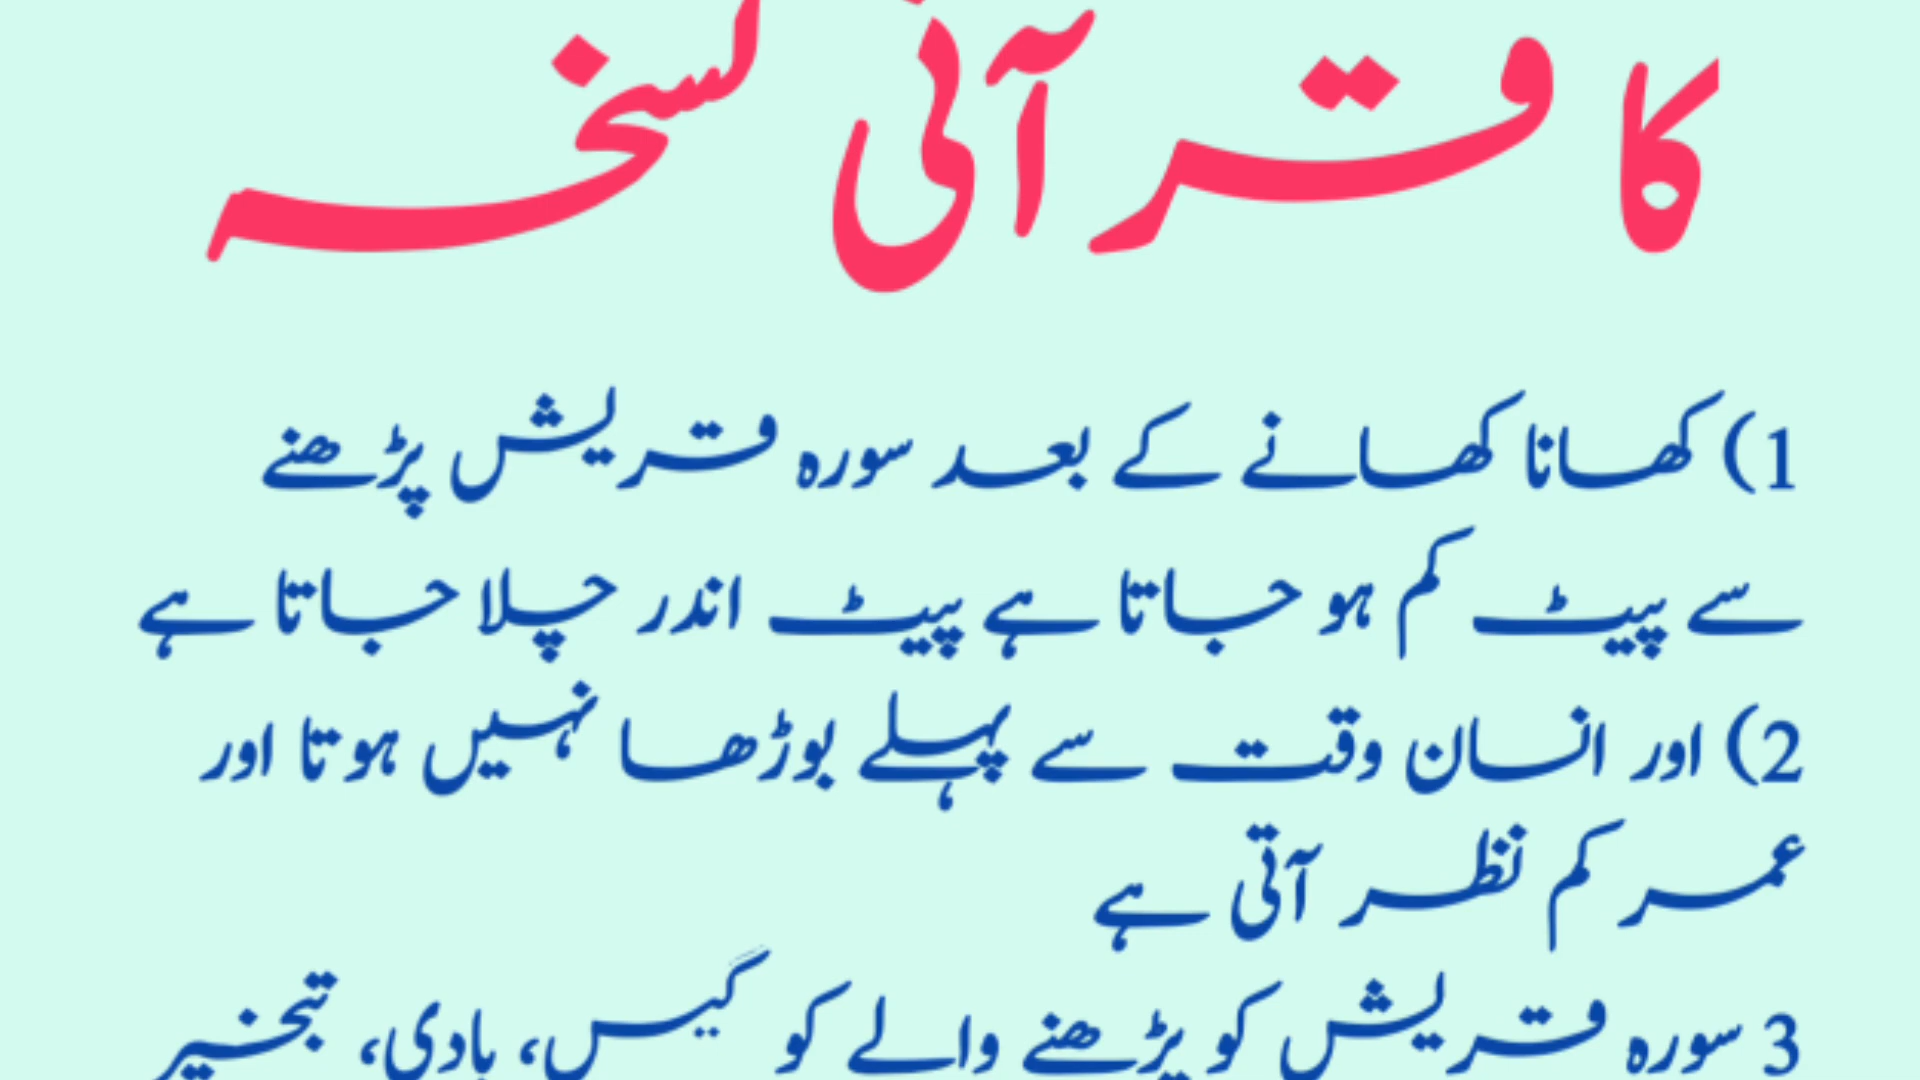 کا قرآنی نسخہ
1) کھانا کھانے کے بعد سورہ قریش پڑھنے
سے پیٹ کم ہو جاتا ہے پیٹ اندر چلا جاتا ہے
2) اور انسان وقت سے پہلے بوڑھا نہیں ہوتا اور
عمر کم نظر آتی ہے
3 سورہ قریش کو پڑھنے والے کو گیس، بادی، تبخیر